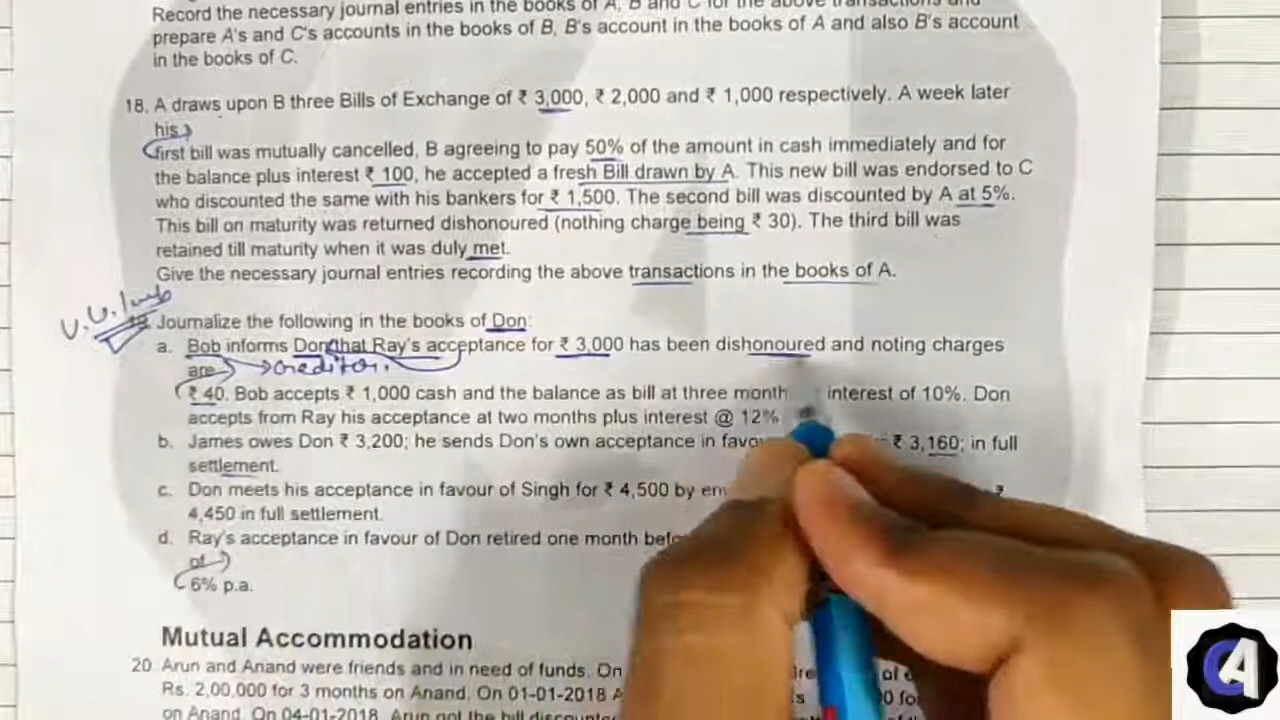 Record the necessary journal entries in the books of A, B and C for the above transactions and
prepare A's and C's accounts in the books of B, B's account in the books of A and also B's account
in the books of C.
18. A draws upon B three Bills of Exchange of ₹ 3,000, ₹ 2,000 and ₹ 1,000 respectively. A week later
his
first bill was mutually cancelled, B agreeing to pay 50% of the amount in cash immediately and for
the balance plus interest ₹ 100, he accepted a fresh Bill drawn by A. This new bill was endorsed to C
who discounted the same with his bankers for ₹ 1,500. The second bill was discounted by A at 5%.
This bill on maturity was returned dishonoured (nothing charge being ₹ 30). The third bill was
retained till maturity when it was duly met.
Give the necessary journal entries recording the above transactions in the books of A.
V.V. Imp
Journalize the following in the books of Don:
a. Bob informs Don that Ray's acceptance for ₹ 3,000 has been dishonoured and noting charges
are creditor.
₹ 40. Bob accepts ₹ 1,000 cash and the balance as bill at three month interest of 10%. Don
accepts from Ray his acceptance at two months plus interest @ 12%
b. James owes Don ₹ 3,200; he sends Don's own acceptance in ₹ 3,160; in full
settlement.
c. Don meets his acceptance in favour of Singh for ₹ 4,500 by ₹
4,450 in full settlement.
d. Ray's acceptance in favour of Don retired one month
of
6% p.a.
Mutual Accommodation
20 Arun and Anand were friends and in need of funds. On
Rs. 2,00,000 for 3 months on Anand. On 01-01-2018
on Anand. On 04-01-2018, Arun got the bill
CA